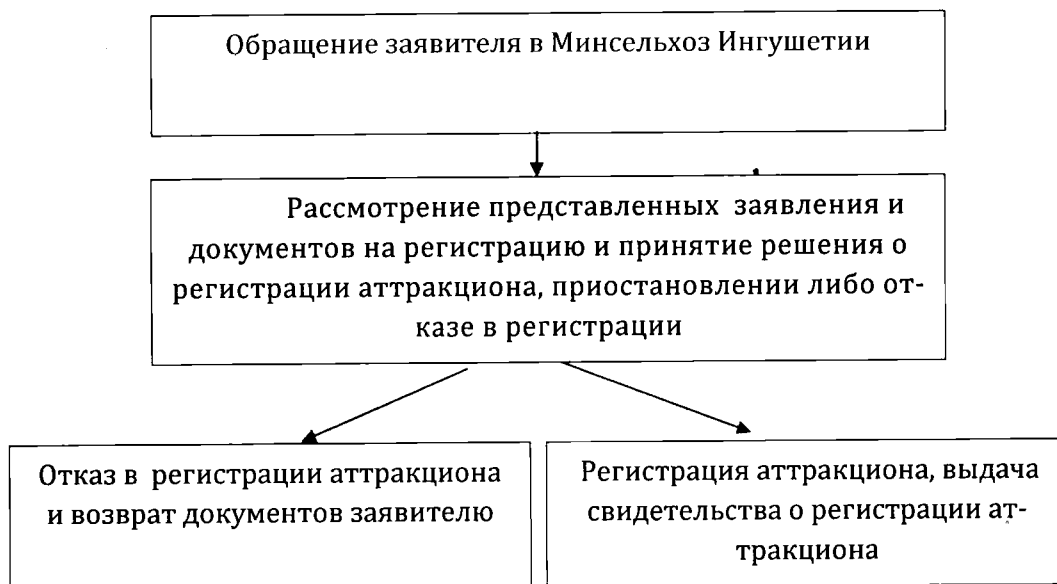 Обращение заявителя в Минсельхоз Ингушетии
Рассмотрение представленных заявления и
документов на регистрацию и принятие решения о
регистрации аттракциона, приостановлении либо от-
казе в регистрации
Отказ в регистрации аттракциона
и возврат документов заявителю
Регистрация аттракциона, выдача
свидетельства о регистрации ат-
тракциона